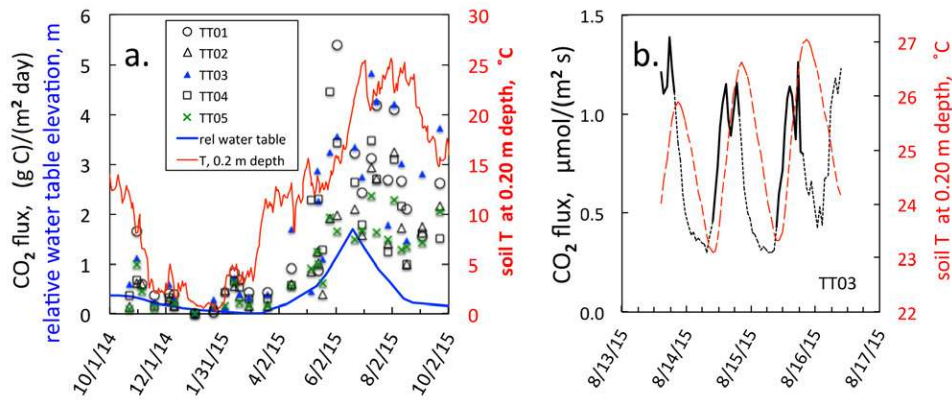 a.
TT01
TT02
TT03
TT04
TT05
rel water table
T, 0.2 m depth
CO₂ flux, (g C)/(m² day)
relative water table elevation, m
6
5
4
3
2
1
0
30
25
20
15
10
5
0
soil T at 0.20 m depth, ˚C
10/1/14
12/1/14
1/31/15
4/2/15
6/2/15
8/2/15
10/2/15
b.
CO₂ flux, μmol/(m² s)
1.5
1.1
0.8
0.4
0.0
27
26
25
24
23
22
soil T at 0.20 m depth, ˚C
TT03
8/13/15
8/14/15
8/15/15
8/16/15
8/17/15